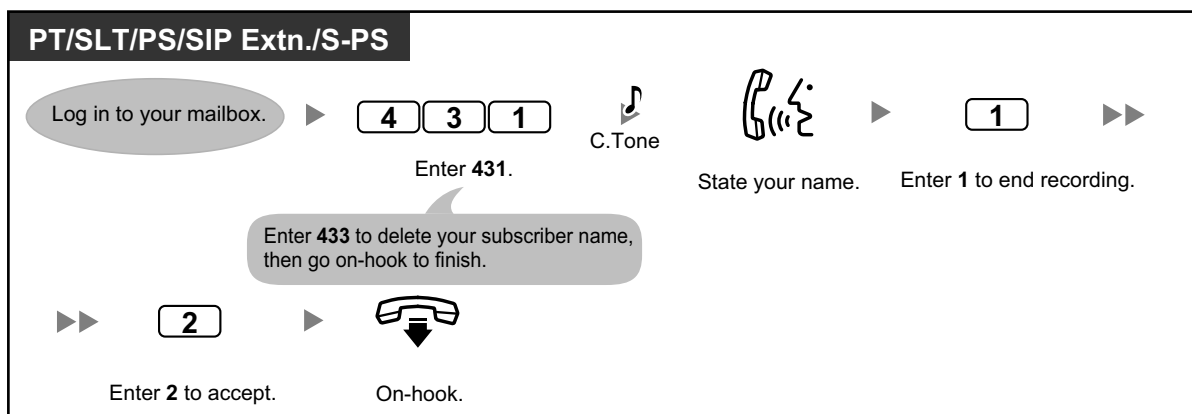 PT/SLT/PS/SIP Extn./S-PS
Log in to your mailbox.
4 3 1
Enter 431.
C.Tone
State your name.
1
Enter 1 to end recording.
Enter 433 to delete your subscriber name,
then go on-hook to finish.
2
Enter 2 to accept.
On-hook.